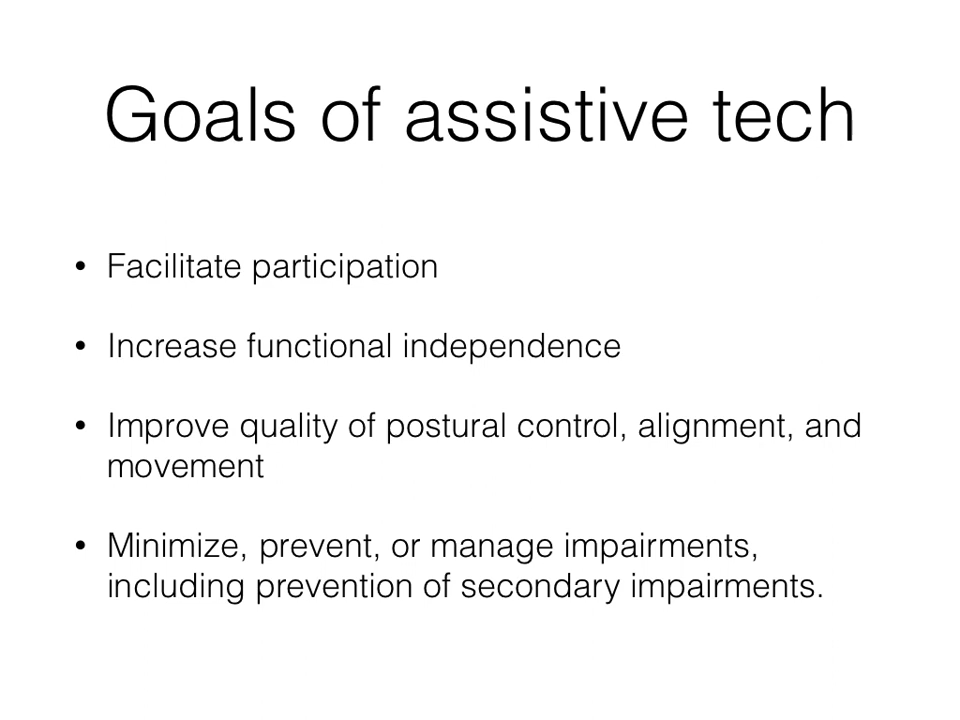 Goals of assistive tech
• Facilitate participation
• Increase functional independence
• Improve quality of postural control, alignment, and
movement
• Minimize, prevent, or manage impairments,
including prevention of secondary impairments.